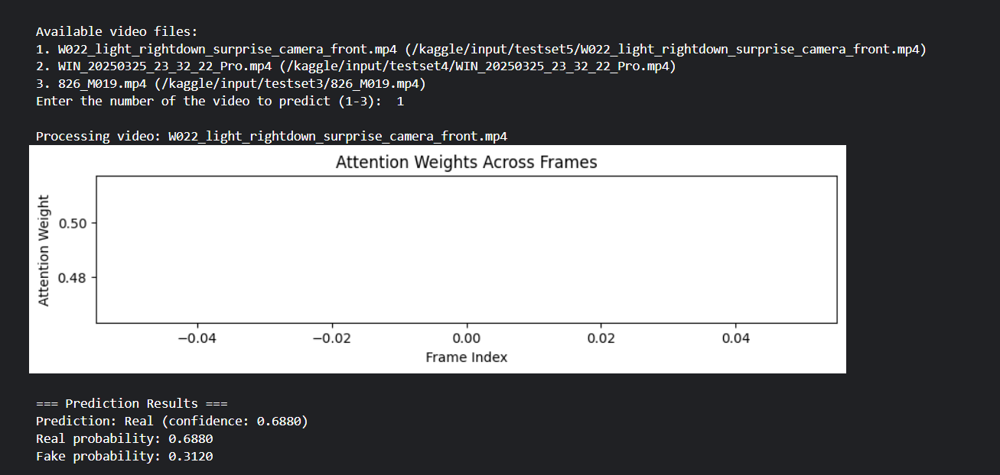 Available video files:
1. W022_light_rightdown_surprise_camera_front.mp4 (/kaggle/input/testset5/W022_light_rightdown_surprise_camera_front.mp4)
2. WIN_20250325_23_32_22_Pro.mp4 (/kaggle/input/testset4/WIN_20250325_23_32_22_Pro.mp4)
3. 826_M019.mp4 (/kaggle/input/testset3/826_M019.mp4)
Enter the number of the video to predict (1-3):  1
Processing video: W022_light_rightdown_surprise_camera_front.mp4
Attention Weights Across Frames
Attention Weight
0.50
0.48
−0.04 −0.02 0.00 0.02 0.04
Frame Index
=== Prediction Results ===
Prediction: Real (confidence: 0.6880)
Real probability: 0.6880
Fake probability: 0.3120